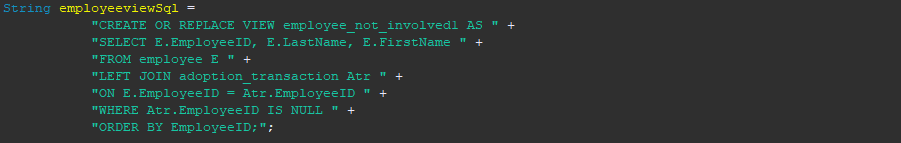 String employeeviewSql =
"CREATE OR REPLACE VIEW employee_not_involved1 AS " +
"SELECT E.EmployeeID, E.LastName, E.FirstName " +
"FROM employee E " +
"LEFT JOIN adoption_transaction Atr " +
"ON E.EmployeeID = Atr.EmployeeID " +
"WHERE Atr.EmployeeID IS NULL " +
"ORDER BY EmployeeID;";